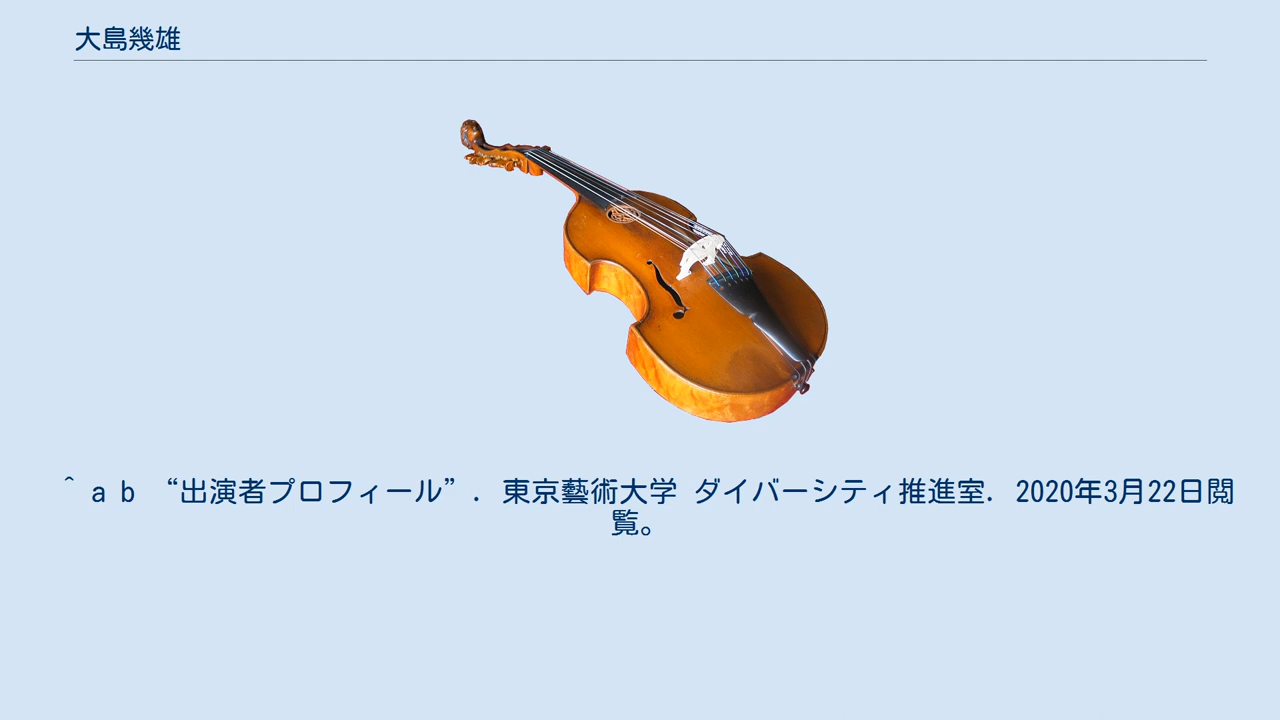 大島幾雄
^ a b “出演者プロフィール”. 東京藝術大学 ダイバーシティ推進室. 2020年3月22日閲
覧。